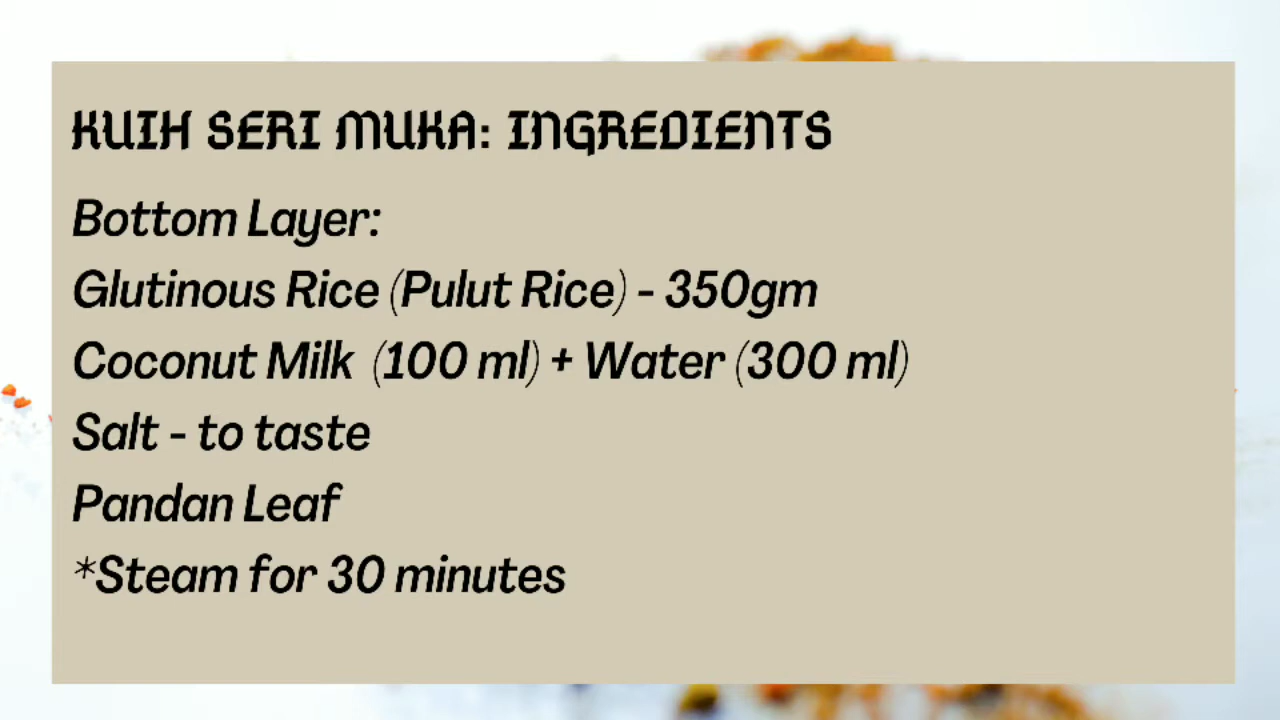 KUIH SERI MUKA: INGREDIENTS
Bottom Layer:
Glutinous Rice (Pulut Rice) - 350gm
Coconut Milk (100 ml) + Water (300 ml)
Salt - to taste
Pandan Leaf
*Steam for 30 minutes